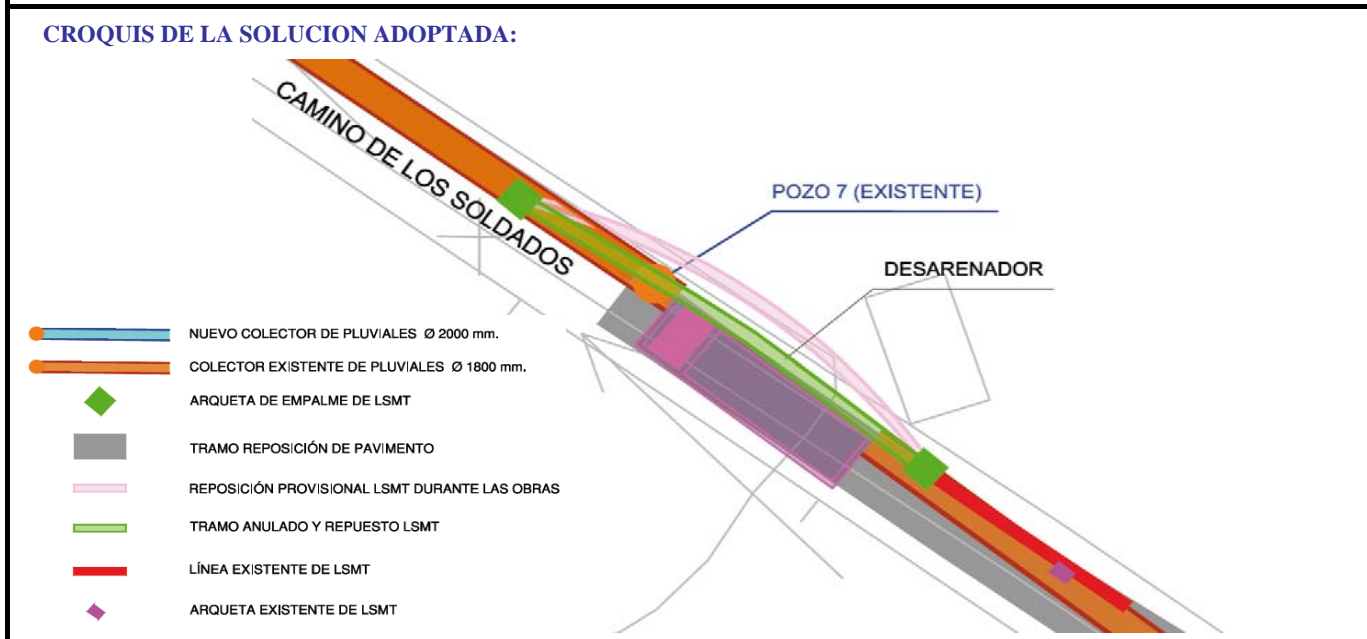 CROQUIS DE LA SOLUCION ADOPTADA:
CAMINO DE LOS SOLDADOS
POZO 7 (EXISTENTE)
DESARENADOR
NUEVO COLECTOR DE PLUVIALES Ø 2000 mm.
COLECTOR EXISTENTE DE PLUVIALES Ø 1800 mm.
ARQUETA DE EMPALME DE LSMT
TRAMO REPOSICIÓN DE PAVIMENTO
REPOSICIÓN PROVISIONAL LSMT DURANTE LAS OBRAS
TRAMO ANULADO Y REPUESTO LSMT
LÍNEA EXISTENTE DE LSMT
ARQUETA EXISTENTE DE LSMT